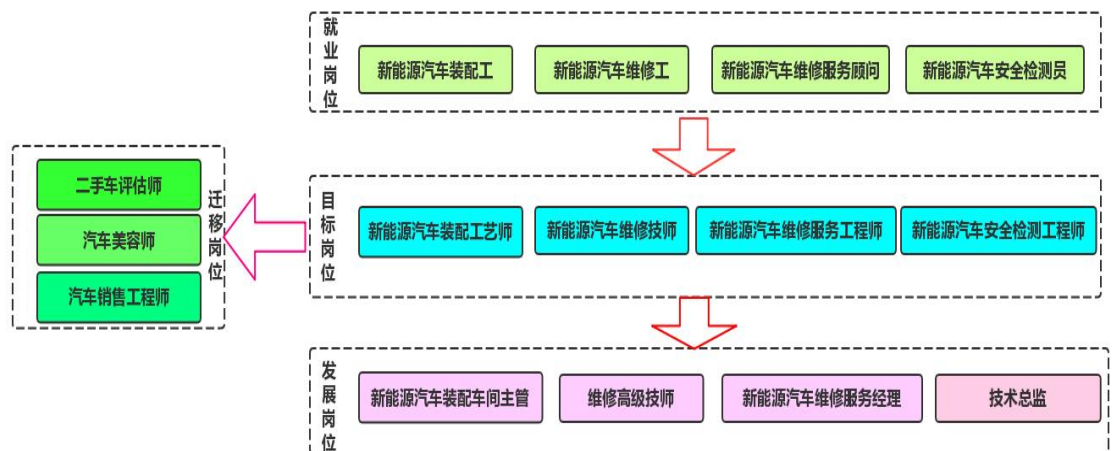 就业岗位
新能源汽车装配工
新能源汽车维修工
新能源汽车维修服务顾问
新能源汽车安全检测员
迁移岗位
二手车评估师
汽车美容师
汽车销售工程师
目标岗位
新能源汽车装配工艺师
新能源汽车维修技师
新能源汽车维修服务工程师
新能源汽车安全检测工程师
发展岗位
新能源汽车装配车间主管
维修高级技师
新能源汽车维修服务经理
技术总监